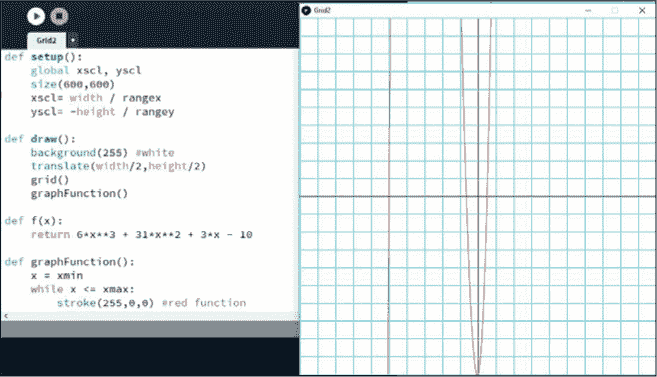 Grid2
def setup():
global xscl, yscl
size(600,600)
xscl= width / rangex
yscl= -height / rangey
def draw():
background(255) #white
translate(width/2,height/2)
grid()
graphFunction()
def f(x):
return 6*x**3 + 31*x**2 + 3*x - 10
def graphFunction():
x = xmin
while x <= xmax:
stroke(255,0,0) #red function
Grid2